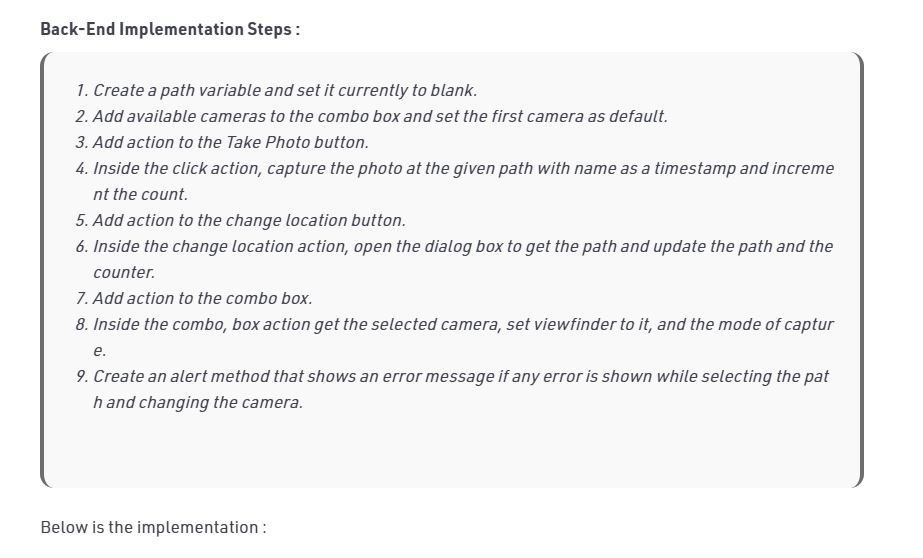 Back-End Implementation Steps :
1. Create a path variable and set it currently to blank.
2. Add available cameras to the combo box and set the first camera as default.
3. Add action to the Take Photo button.
4. Inside the click action, capture the photo at the given path with name as a timestamp and increme
nt the count.
5. Add action to the change location button.
6. Inside the change location action, open the dialog box to get the path and update the path and the
counter.
7. Add action to the combo box.
8. Inside the combo, box action get the selected camera, set viewfinder to it, and the mode of captur
e.
9. Create an alert method that shows an error message if any error is shown while selecting the pat
h and changing the camera.
Below is the implementation :